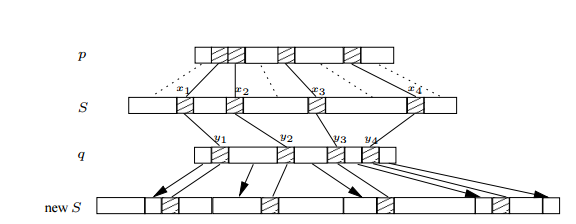 p
x₁ x₂ x₃ x₄
S
y₁ y₂ y₃ y₄
q
new S